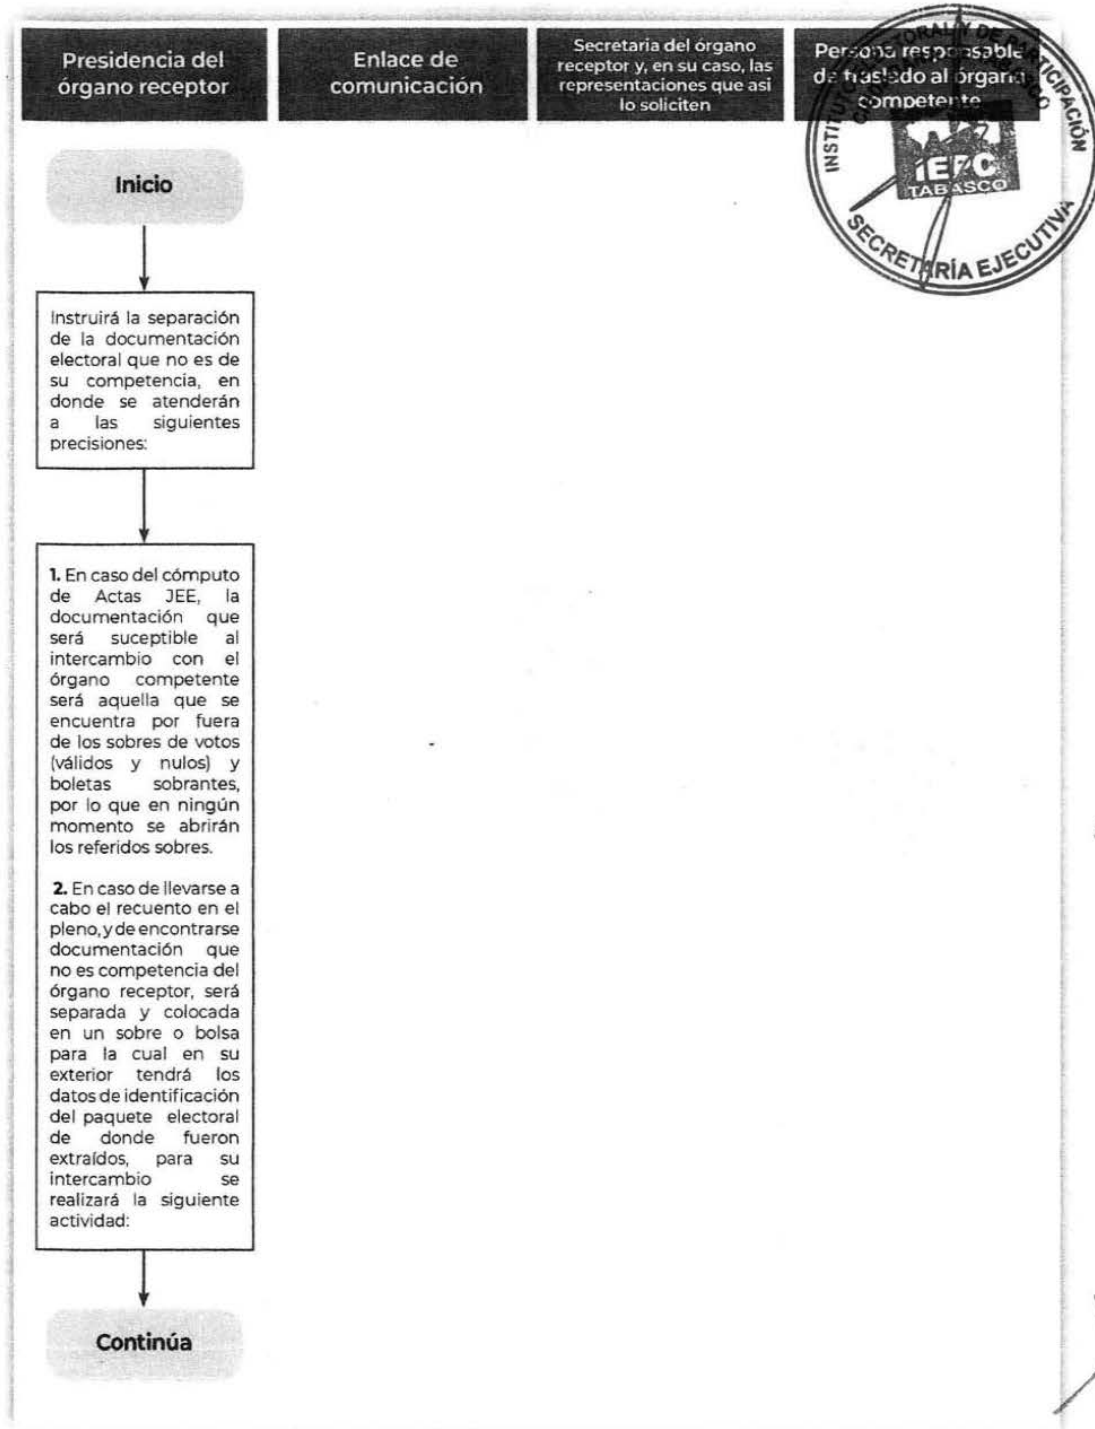 Presidencia del
órgano receptor
Enlace de
comunicación
Secretaria del órgano
receptor y, en su caso, las
representaciones que asi
lo soliciten
Persona responsable
de traslado al órgano
competente
INSTITUTO ELECTORAL Y DE PARTICIPACIÓN
IEPC
TABASCO
SECRETARÍA EJECUTIVA
Inicio
Instruirá la separación
de la documentación
electoral que no es de
su competencia, en
donde se atenderán
a las siguientes
precisiones:
1. En caso del cómputo
de Actas JEE, la
documentación que
será suceptible al
intercambio con el
órgano competente
será aquella que se
encuentra por fuera
de los sobres de votos
(válidos y nulos) y
boletas sobrantes,
por lo que en ningún
momento se abrirán
los referidos sobres.
2. En caso de llevarse a
cabo el recuento en el
pleno, y de encontrarse
documentación que
no es competencia del
órgano receptor, será
separada y colocada
en un sobre o bolsa
para la cual en su
exterior tendrá los
datos de identificación
del paquete electoral
de donde fueron
extraídos, para su
intercambio se
realizará la siguiente
actividad:
Continúa